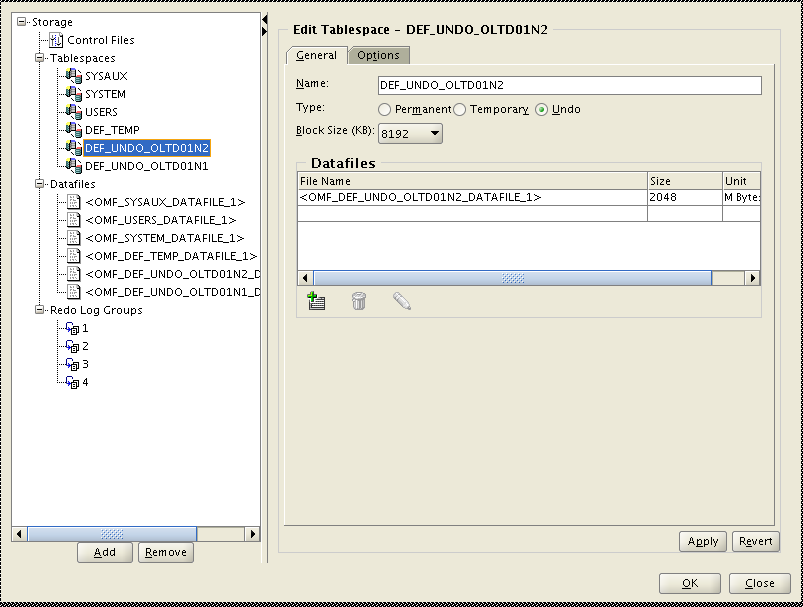 Storage
Control Files
Tablespaces
SYSAUX
SYSTEM
USERS
DEF_TEMP
DEF_UNDO_OLTD01N2
DEF_UNDO_OLTD01N1
Datafiles
<OMF_SYSAUX_DATAFILE_1>
<OMF_USERS_DATAFILE_1>
<OMF_SYSTEM_DATAFILE_1>
<OMF_DEF_TEMP_DATAFILE_1>
<OMF_DEF_UNDO_OLTD01N2_D
<OMF_DEF_UNDO_OLTD01N1_D
Redo Log Groups
1
2
3
4
Add Remove
Edit Tablespace - DEF_UNDO_OLTD01N2
General Options
Name: DEF_UNDO_OLTD01N2
Type: Permanent Temporary Undo
Block Size (KB): 8192
Datafiles
File Name Size Unit
<OMF_DEF_UNDO_OLTD01N2_DATAFILE_1> 2048 M Byte:
Apply Revert
OK Close